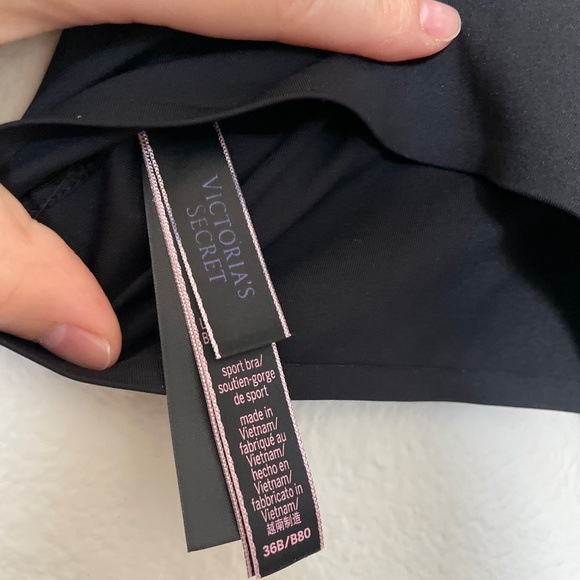 VICTORIA'S
SECRET
sport bra/
soutien-gorge
de sport
made in
Vietnam/
fabriqué au
Vietnam/
hecho en
Vietnam/
fabbricato in
Vietnam/
越南制造
36B/B80